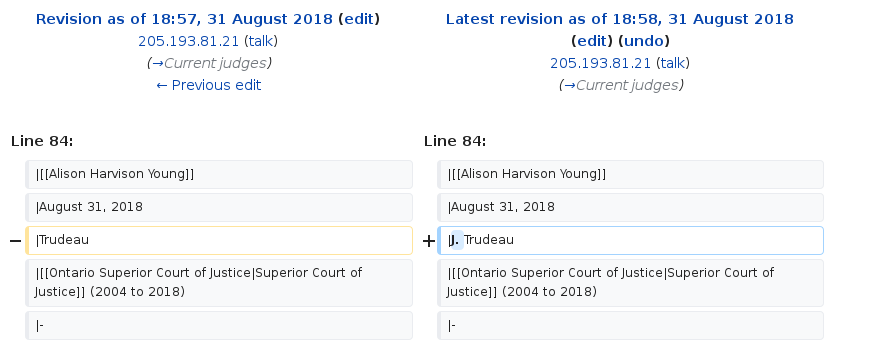 Revision as of 18:57, 31 August 2018 (edit)
205.193.81.21 (talk)
(→Current judges)
← Previous edit
Latest revision as of 18:58, 31 August 2018
(edit) (undo)
205.193.81.21 (talk)
(→Current judges)
Line 84:
Line 84:
|[[Alison Harvison Young]]
|[[Alison Harvison Young]]
|August 31, 2018
|August 31, 2018
− |Trudeau
+ |J. Trudeau
|[[Ontario Superior Court of Justice|Superior Court of
Justice]] (2004 to 2018)
|[[Ontario Superior Court of Justice|Superior Court of
Justice]] (2004 to 2018)
|-
|-